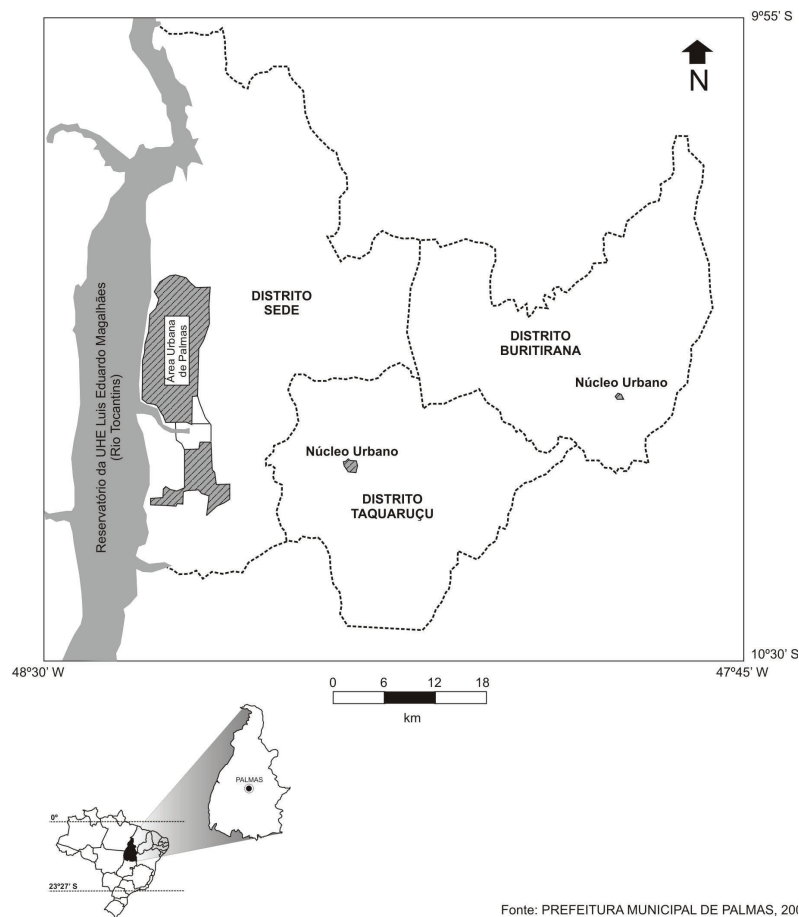 9º55’ S
N
DISTRITO
SEDE
DISTRITO
BURITIRANA
Área Urbana
de Palmas
Reservatório da UHE Luis Eduardo Magalhães
(Rio Tocantins)
Núcleo Urbano
Núcleo Urbano
DISTRITO
TAQUARUÇU
10º30’ S
48º30’ W
47º45’ W
0 6 12 18
km
PALMAS
0º
23º27’ S
Fonte: PREFEITURA MUNICIPAL DE PALMAS, 200